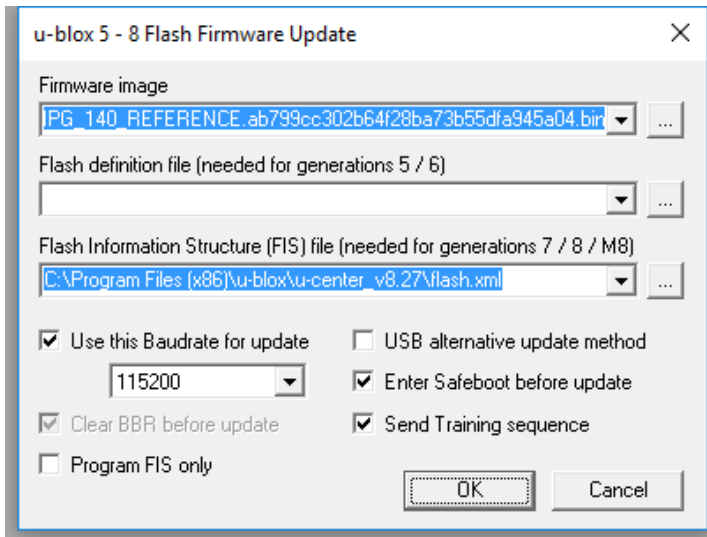 u-blox 5 - 8 Flash Firmware Update
Firmware image
IPG_140_REFERENCE.ab799cc302b64f28ba73b55dfa945a04.bin
...
Flash definition file (needed for generations 5 / 6)
...
Flash Information Structure (FIS) file (needed for generations 7 / 8 / M8)
C:\Program Files (x86)\u-blox\u-center_v8.27\flash.xml
...
Use this Baudrate for update
USB alternative update method
115200
Enter Safeboot before update
Clear BBR before update
Send Training sequence
Program FIS only
OK
Cancel